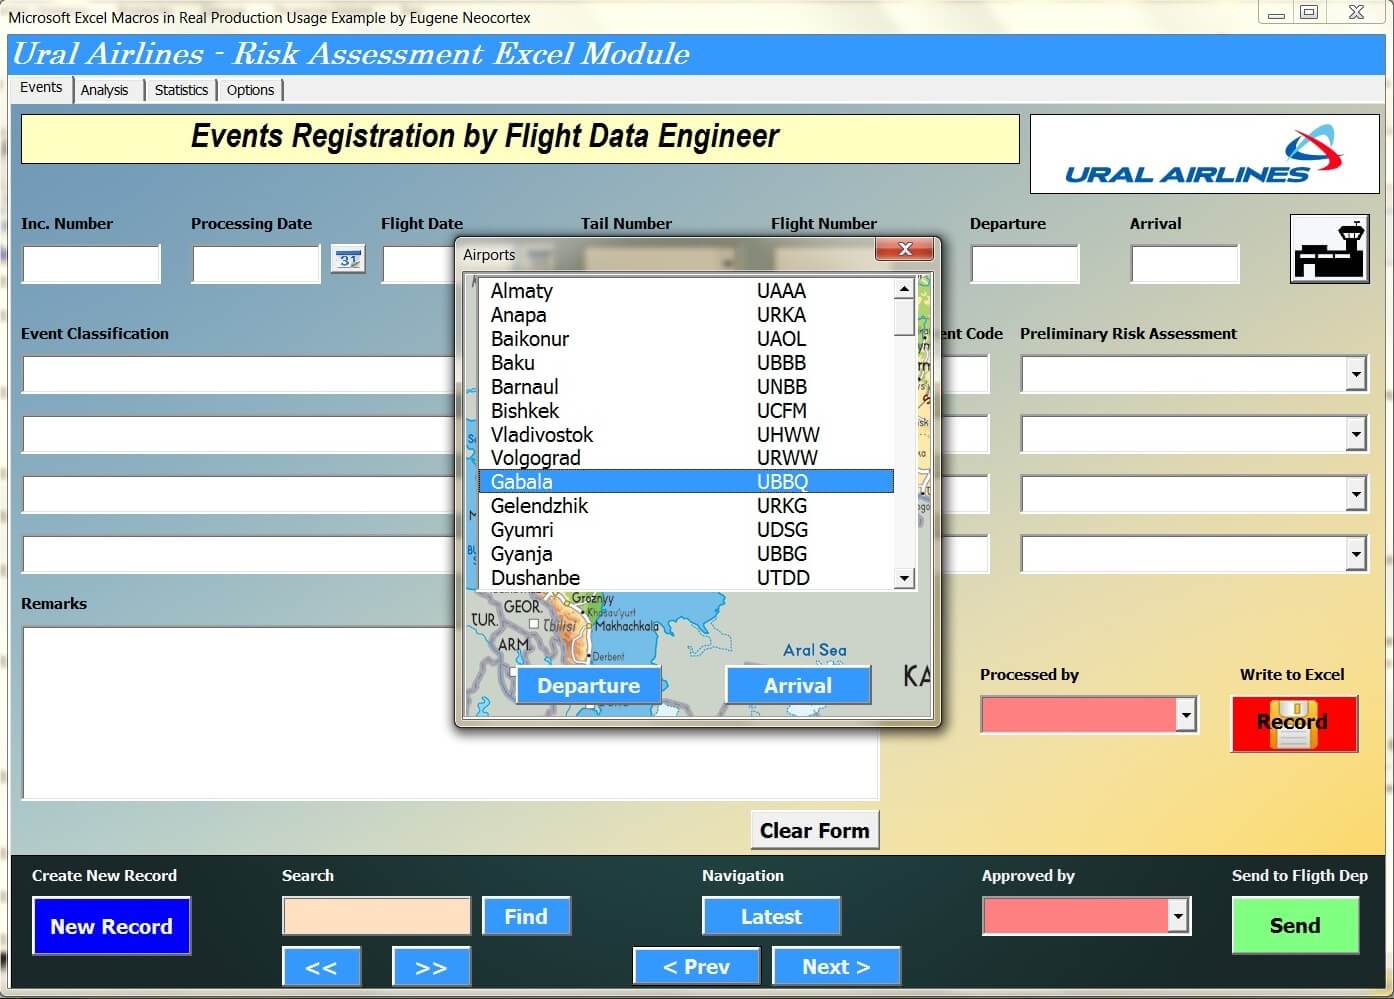 Microsoft Excel Macros in Real Production Usage Example by Eugene Neocortex
Ural Airlines - Risk Assessment Excel Module
Events Analysis Statistics Options
Events Registration by Flight Data Engineer
URAL AIRLINES
Inc. Number Processing Date Flight Date Tail Number Flight Number Departure Arrival
31
Airports
Almaty UAAA
Anapa URKA
Baikonur UAOL
Baku UBBB
Barnaul UNBB
Bishkek UCFM
Vladivostok UHWW
Volgograd URWW
Gabala UBBQ
Gelendzhik URKG
Gyumri UDSG
Gyanja UBBG
Dushanbe UTDD
Event Classification
Code Preliminary Risk Assessment
Remarks
Groznyy
GEOR.
Khasav'yurt
TUR.
Tbilisi
Makhachkala
ARM.
Derbent
Aral Sea
KA
Departure Arrival
Processed by Write to Excel
Record
Clear Form
Create New Record Search Navigation Approved by Send to Fligth Dep
New Record Find Latest Send
<< >> < Prev Next >